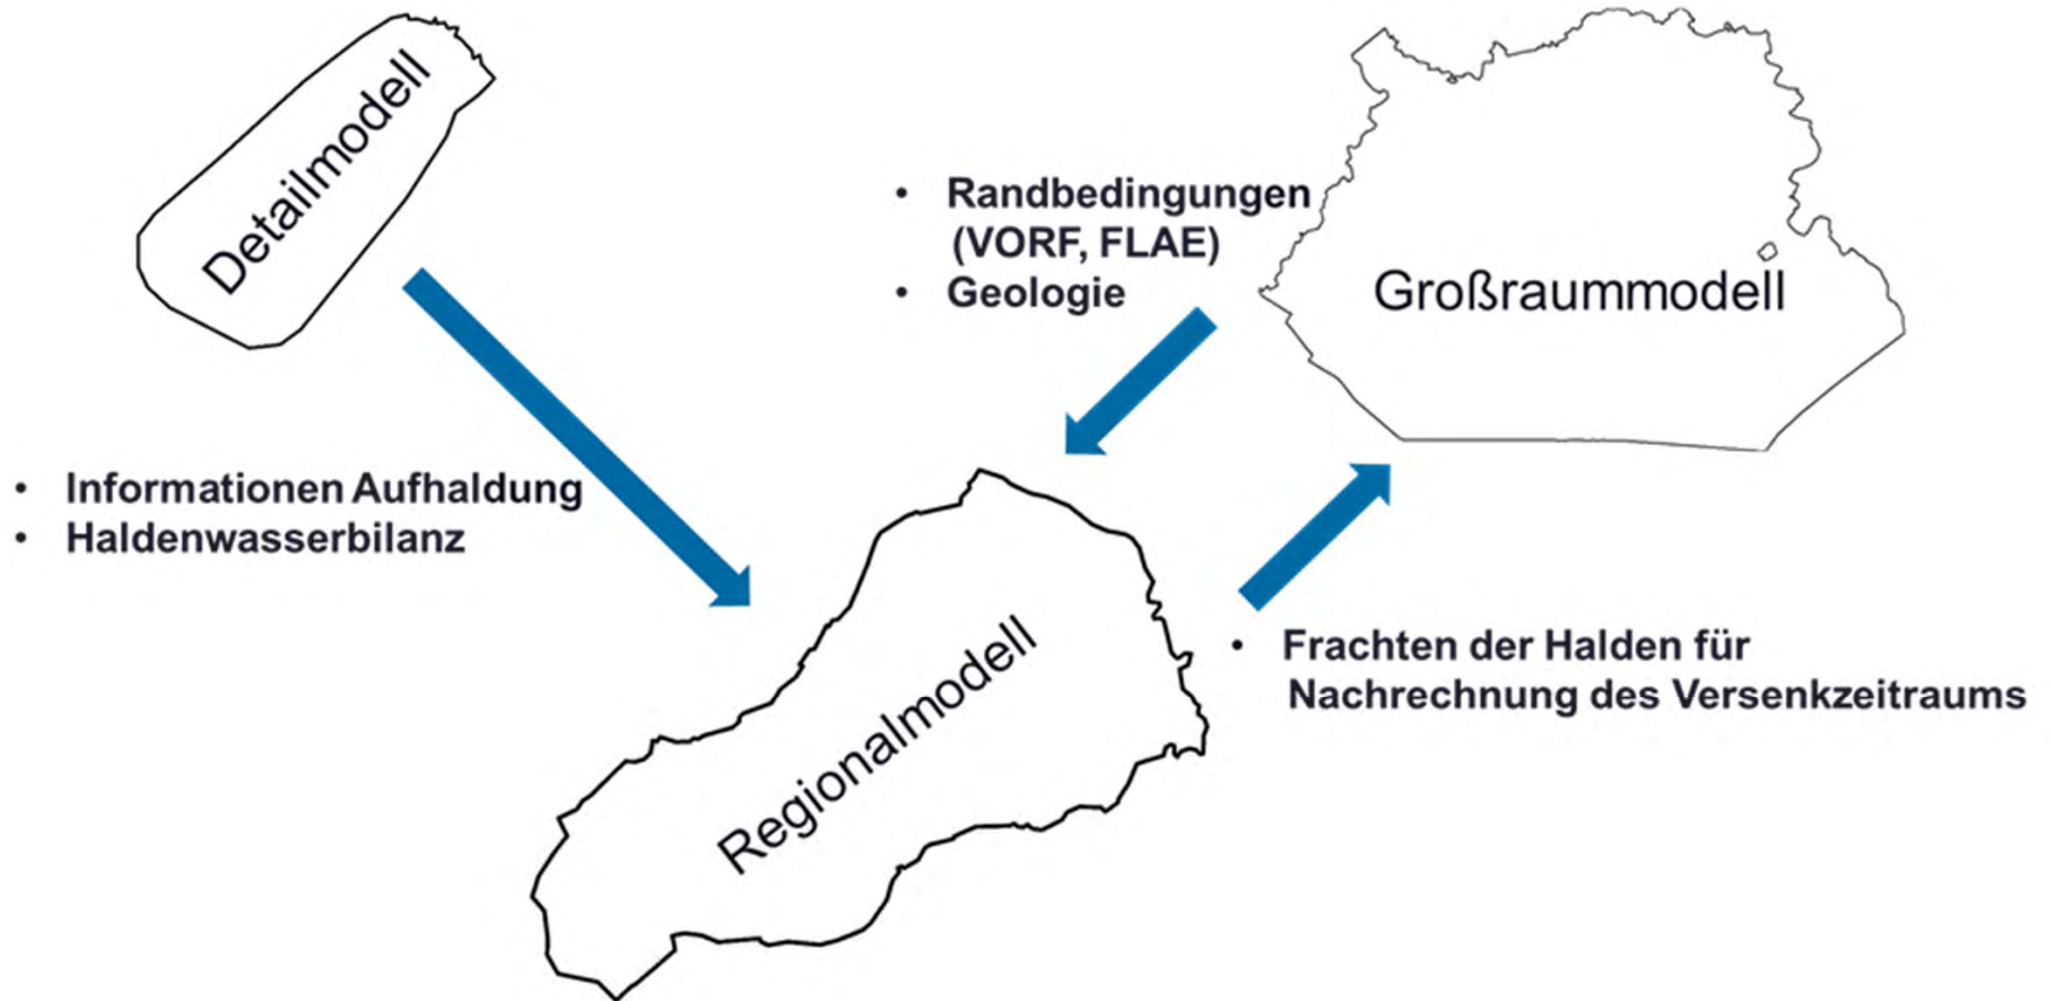 Detailmodell
• Randbedingungen
(VORF, FLAE)
• Geologie
Großraummodell
• Informationen Aufhaldung
• Haldenwasserbilanz
Regionalmodell
• Frachten der Halden für
Nachrechnung des Versenkzeitraums